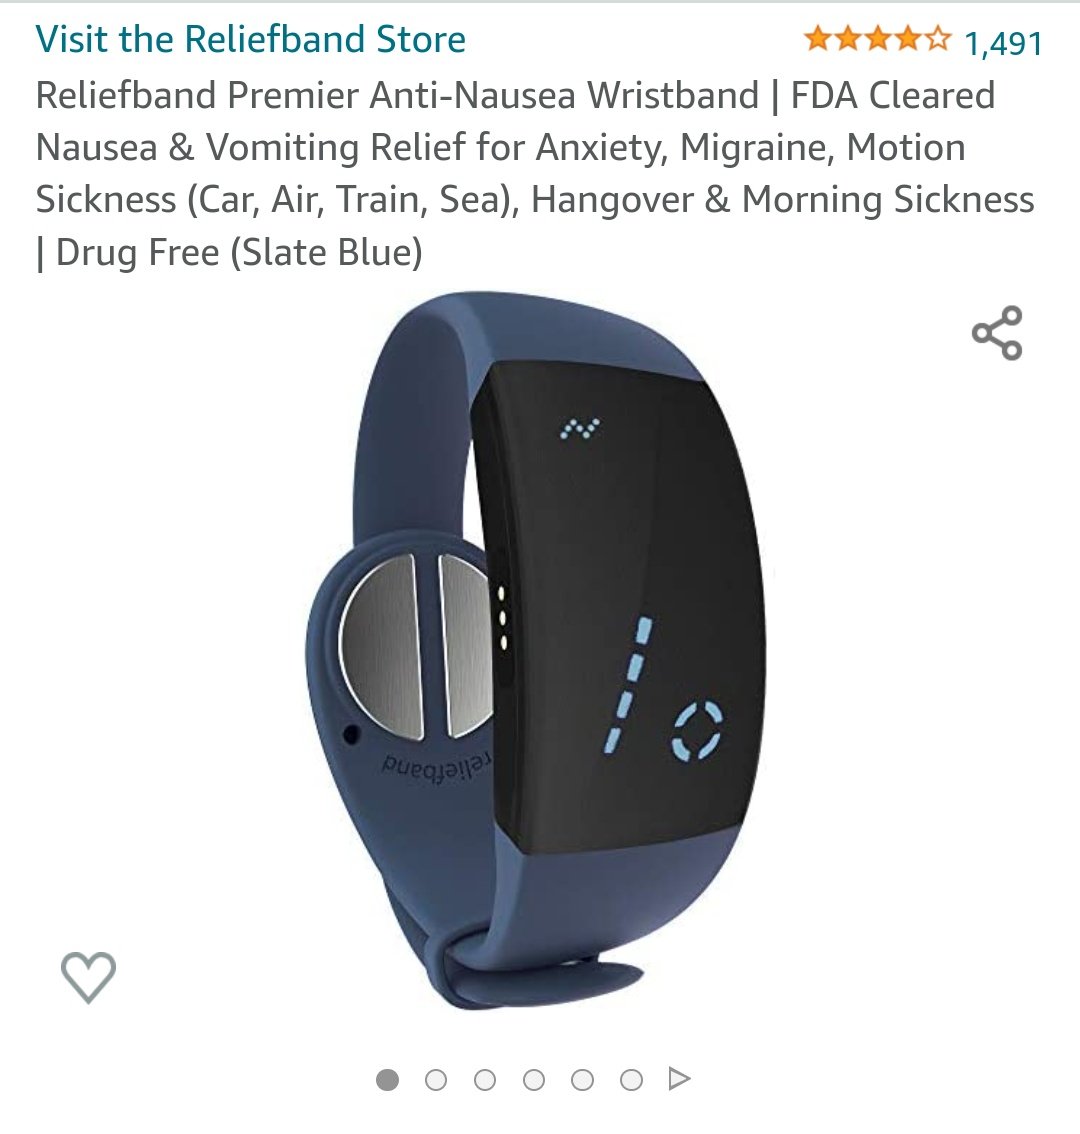 Visit the Reliefband Store
1,491
Reliefband Premier Anti-Nausea Wristband | FDA Cleared
Nausea & Vomiting Relief for Anxiety, Migraine, Motion
Sickness (Car, Air, Train, Sea), Hangover & Morning Sickness
| Drug Free (Slate Blue)
reliefband